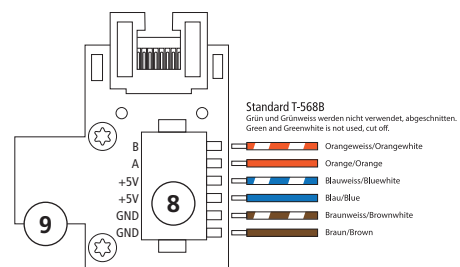 Standard T-568B
Grün und Grünweiss werden nicht verwendet, abgeschnitten.
Green and Greenwhite is not used, cut off.
B Orangeweiss/Orangewhite
A Orange/Orange
+5V Blauweiss/Bluewhite
+5V Blau/Blue
GND Braunweiss/Brownwhite
GND Braun/Brown
8
9